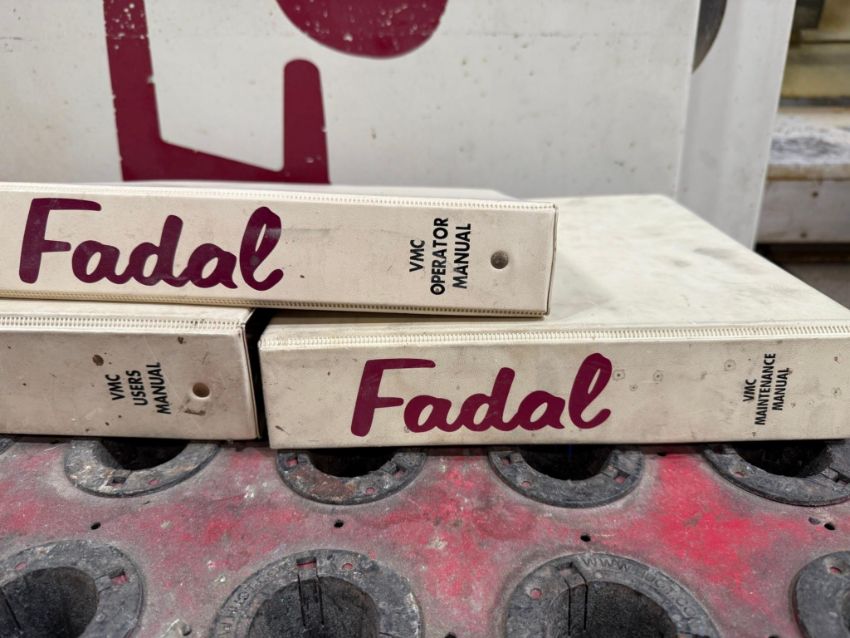 Fadal
VMC
OPERATOR
MANUAL
VMC
USERS
MANUAL
Fadal
VMC
MAINTENANCE
MANUAL